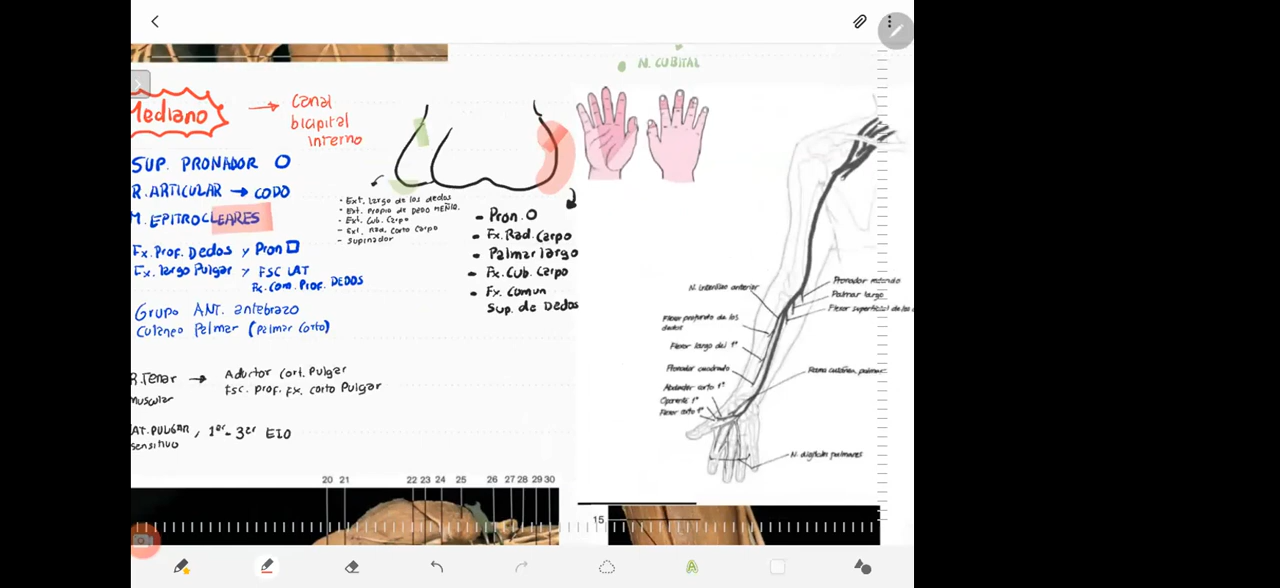 N. CUBITAL
Mediano → Canal
bicipital
interno
SUP. PRONADOR O
R. ARTICULAR → CODO
M. EPITROCLEARES
Fx. Prof. Dedos y Pron □
Fx. largo Pulgar y FSC LAT
Fx. Com. Prof. DEDOS
Grupo ANT. antebrazo
Cutaneo Palmar (Palmar Corto)
R. Tenar → Aductor Cort. Pulgar
muscular
Fsc. prof. Fx. corto Pulgar
LAT. PULGAR, 1er - 3er EIO
sensitivo
• Ext. largo de los dedos
• Ext. Propio de DEDO MEÑIQ.
• Ext. Cub. Carpo
• Ext. Rad. Corto Carpo
• Supinador
- Pron. O
• Fx. Rad. Carpo
• Palmar largo
• Fx. Cub. Carpo
• Fx. Comun
Sup. de Dedos
N. interóseo anterior
Flexor profundo de los
dedos
Flexor largo del 1º
Pronador cuadrado
Abductor corto 1º
Oponente 1º
Flexor corto 1º
Pronador redondo
Palmar largo
Flexor superficial de los
Rama cutánea palmar
N. digitales palmares
20 21 22 23 24 25 26 27 28 29 30
15
A